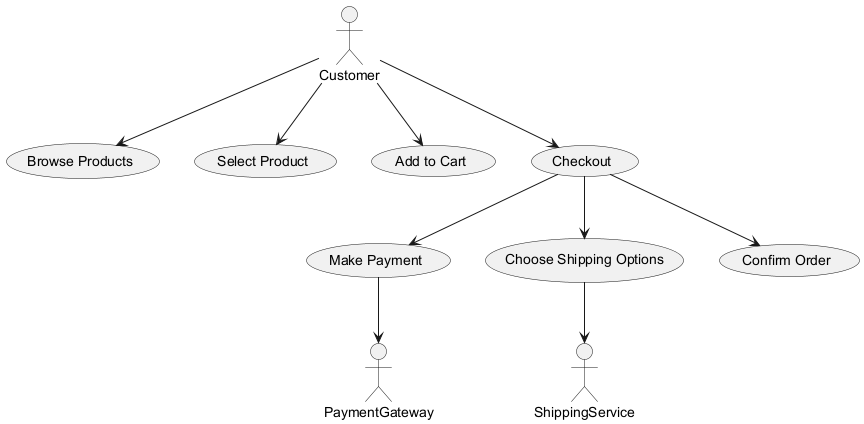 Customer
Browse Products
Select Product
Add to Cart
Checkout
Make Payment
Choose Shipping Options
Confirm Order
PaymentGateway
ShippingService